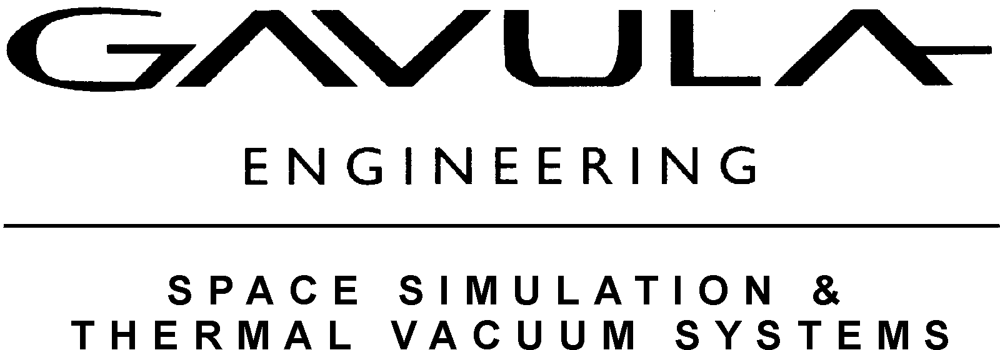 GAVULA
ENGINEERING
SPACE SIMULATION &
THERMAL VACUUM SYSTEMS